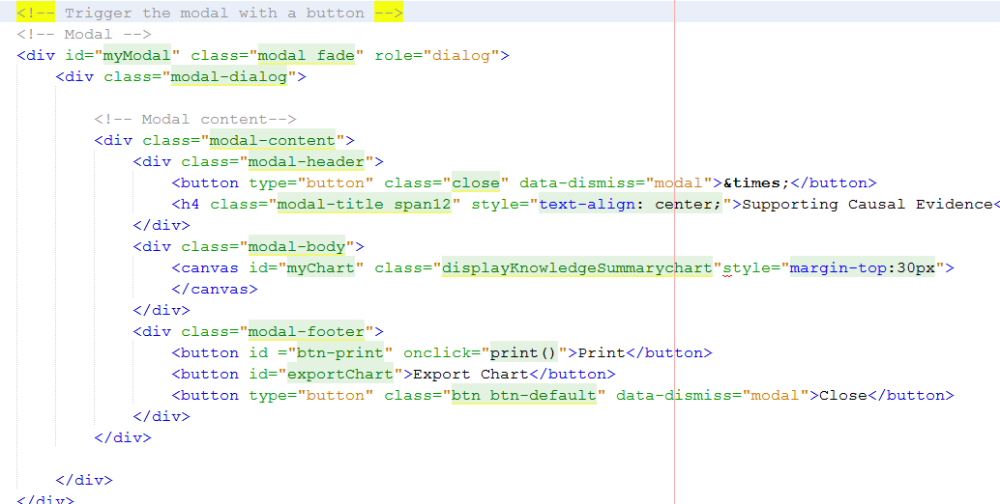 <!-- Trigger the modal with a button -->
<!-- Modal -->
<div id="myModal" class="modal fade" role="dialog">
<div class="modal-dialog">
<!-- Modal content-->
<div class="modal-content">
<div class="modal-header">
<button type="button" class="close" data-dismiss="modal">&times;</button>
<h4 class="modal-title span12" style="text-align: center;">Supporting Causal Evidence<
</div>
<div class="modal-body">
<canvas id="myChart" class="displayKnowledgeSummarychart"style="margin-top:30px">
</canvas>
</div>
<div class="modal-footer">
<button id ="btn-print" onclick="print()">Print</button>
<button id="exportChart">Export Chart</button>
<button type="button" class="btn btn-default" data-dismiss="modal">Close</button>
</div>
</div>
</div>
</div>